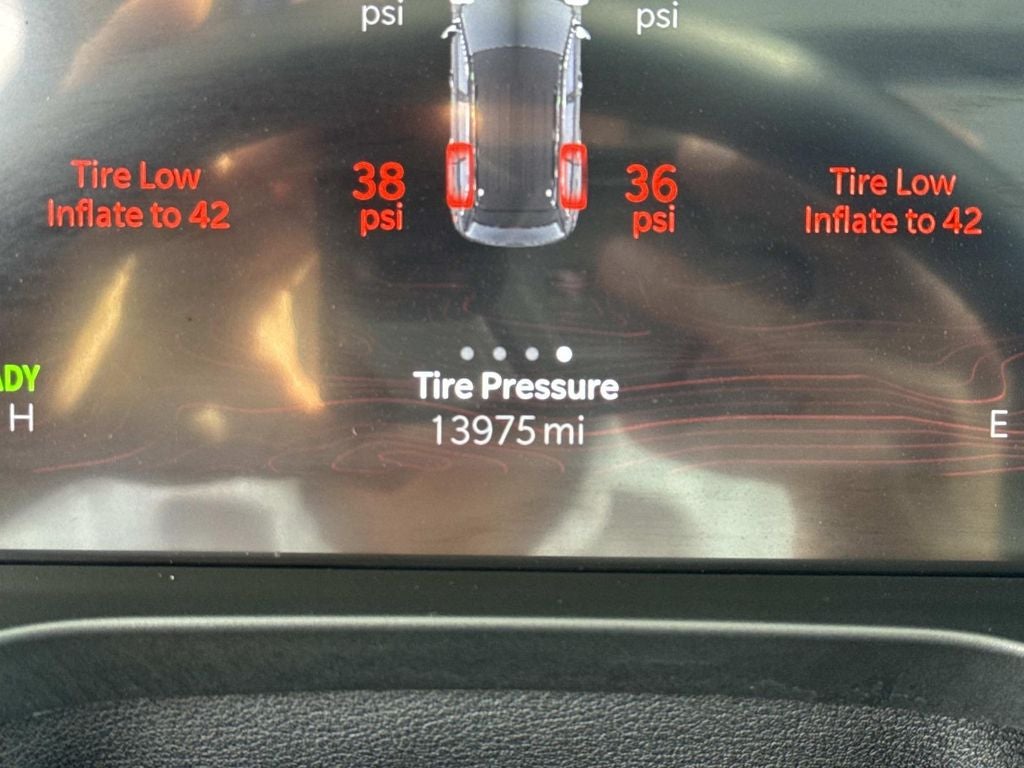 psi psi
Tire Low 38 36 Tire Low
Inflate to 42 psi psi Inflate to 42
ADY
Tire Pressure
H 13975 mi E